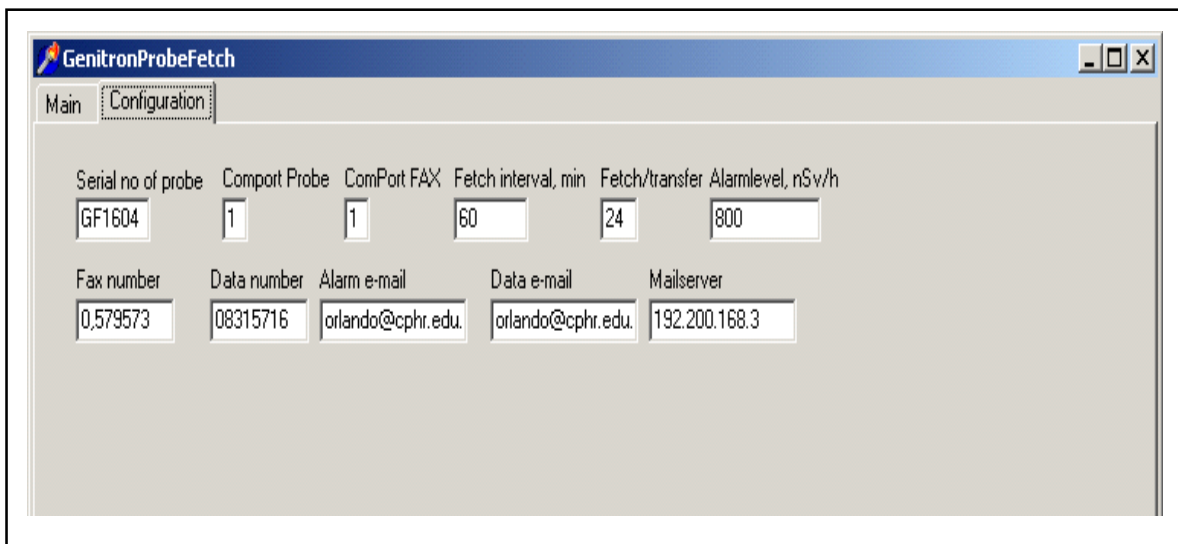 GenitronProbeFetch
Main Configuration
Serial no of probe Comport Probe ComPort FAX Fetch interval, min Fetch/transfer Alarmlevel, nSv/h
GF1604 1 1 60 24 800
Fax number Data number Alarm e-mail Data e-mail Mailserver
0,579573 08315716 orlando@cphr.edu. orlando@cphr.edu. 192.200.168.3